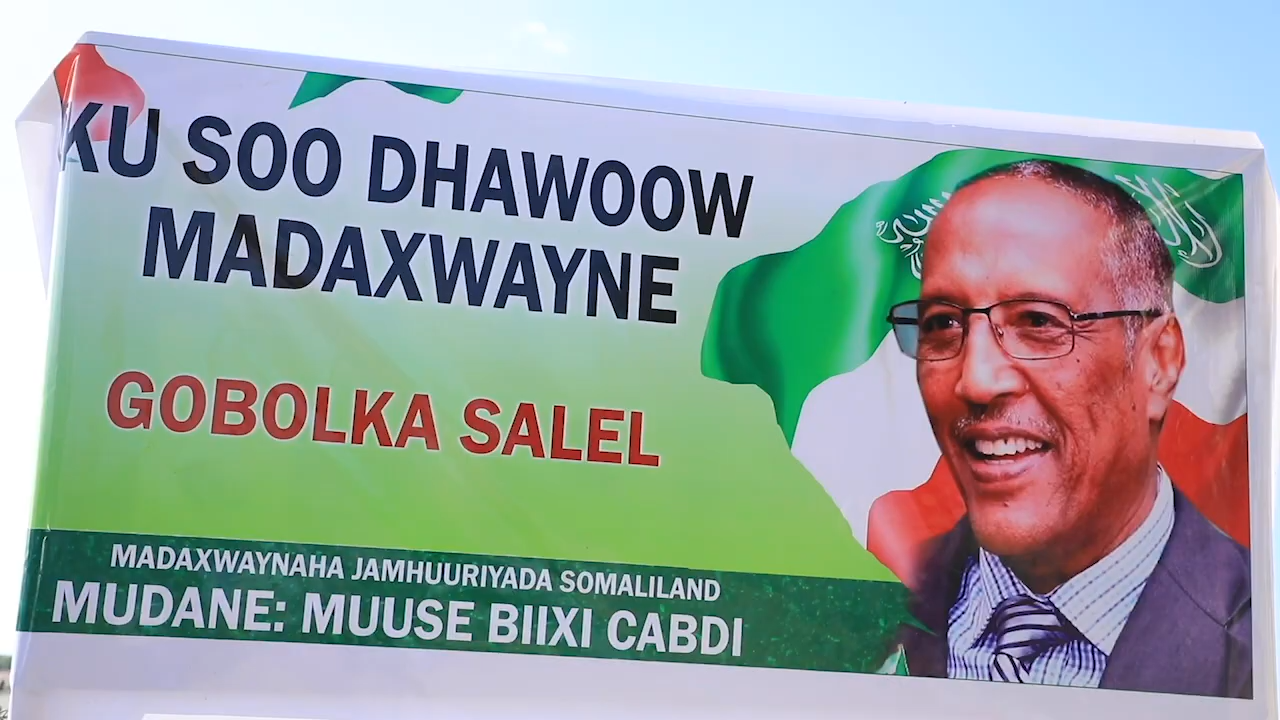 KU SOO DHAWOOW
MADAXWAYNE
GOBOLKA SALEL
MADAXWAYNAHA JAMHUURIYADA SOMALILAND
MUDANE: MUUSE BIIXI CABDI